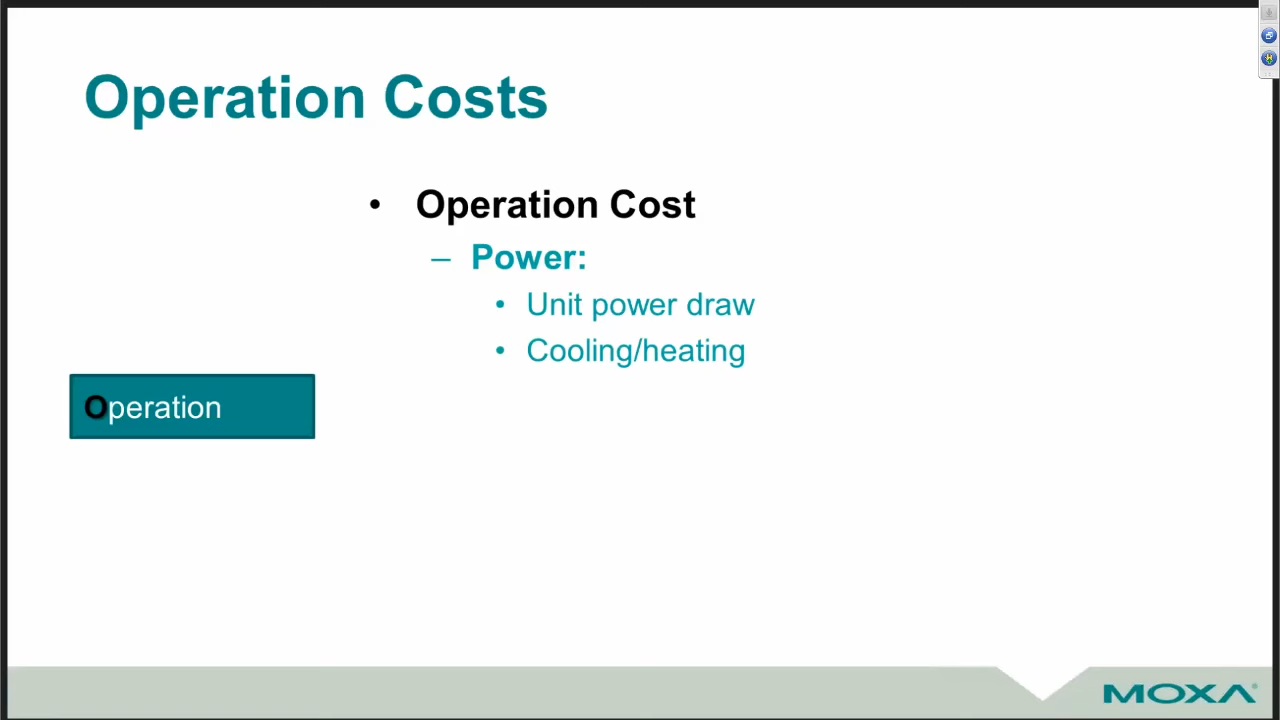 Operation Costs
• Operation Cost
– Power:
• Unit power draw
• Cooling/heating
Operation
MOXA®